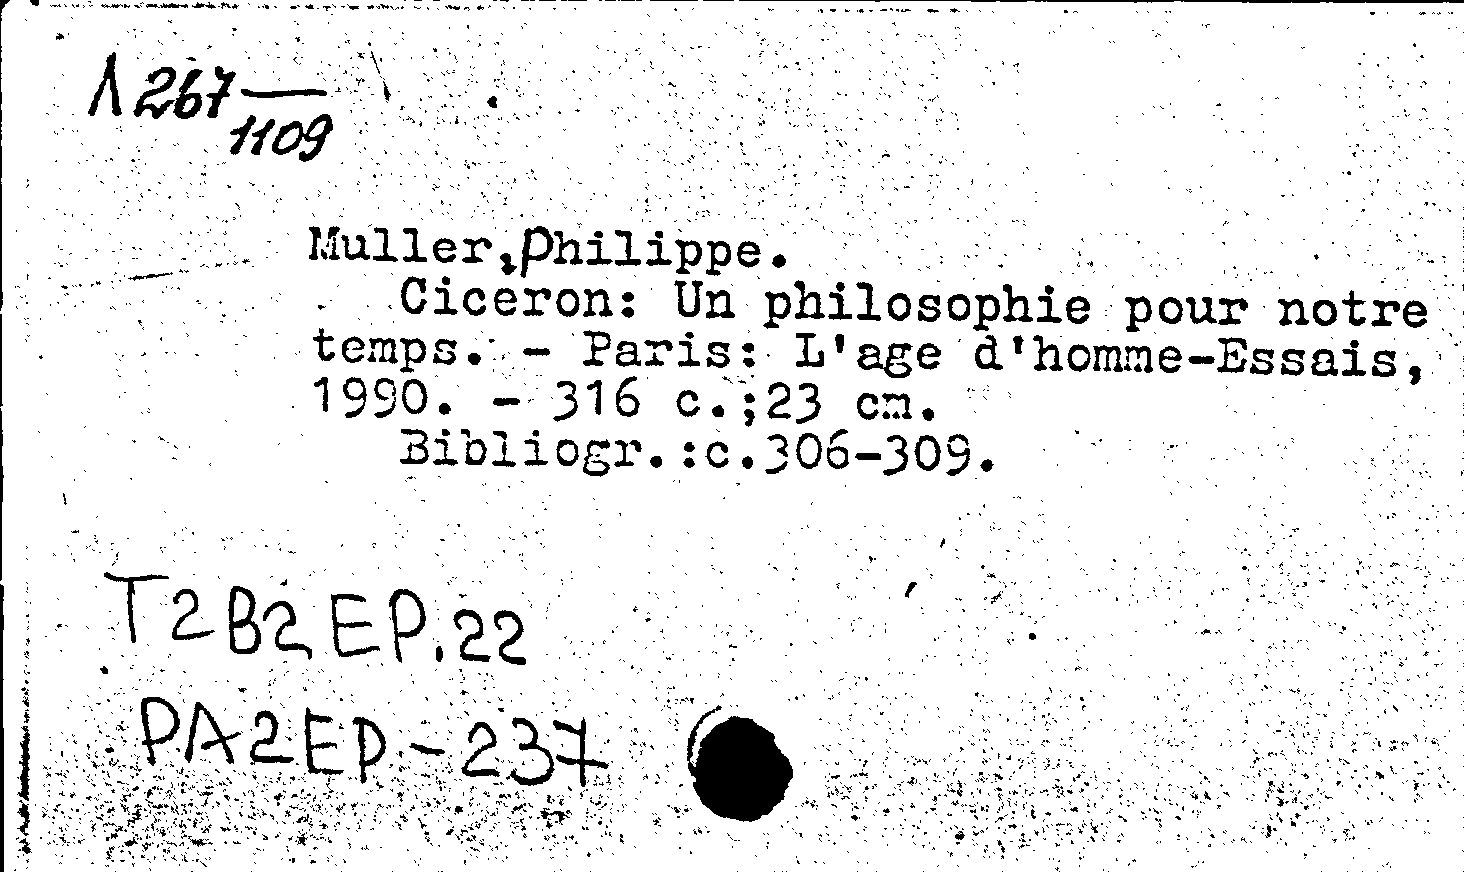 Л 267
1109
Muller,Philippe.
Ciceron: Un philosophie pour notre
temps. - Paris: L'age d'homme-Essais,
1990. - 316 c.;23 cm.
Bibliogr.:c.306-309.
T2B2EP.22
PA2EP-237